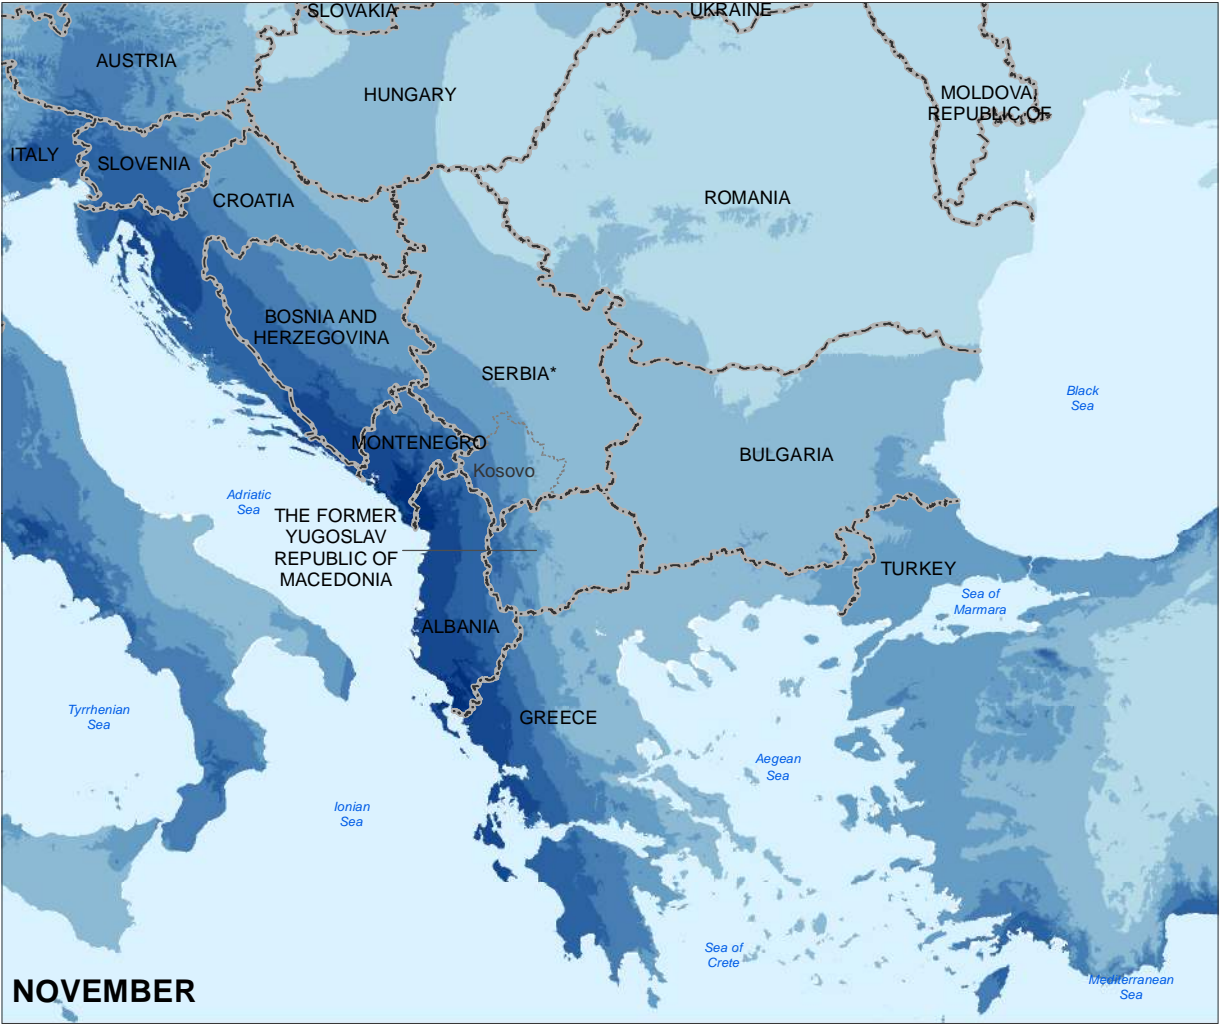 SLOVAKIA
UKRAINE
AUSTRIA
HUNGARY
MOLDOVA,
REPUBLIC OF
ITALY
SLOVENIA
CROATIA
ROMANIA
BOSNIA AND
HERZEGOVINA
SERBIA*
Black
Sea
MONTENEGRO
Kosovo
BULGARIA
Adriatic
Sea
THE FORMER
YUGOSLAV
REPUBLIC OF
MACEDONIA
TURKEY
Sea of
Marmara
ALBANIA
Tyrrhenian
Sea
GREECE
Aegean
Sea
Ionian
Sea
Sea of
Crete
Mediterranean
Sea
NOVEMBER